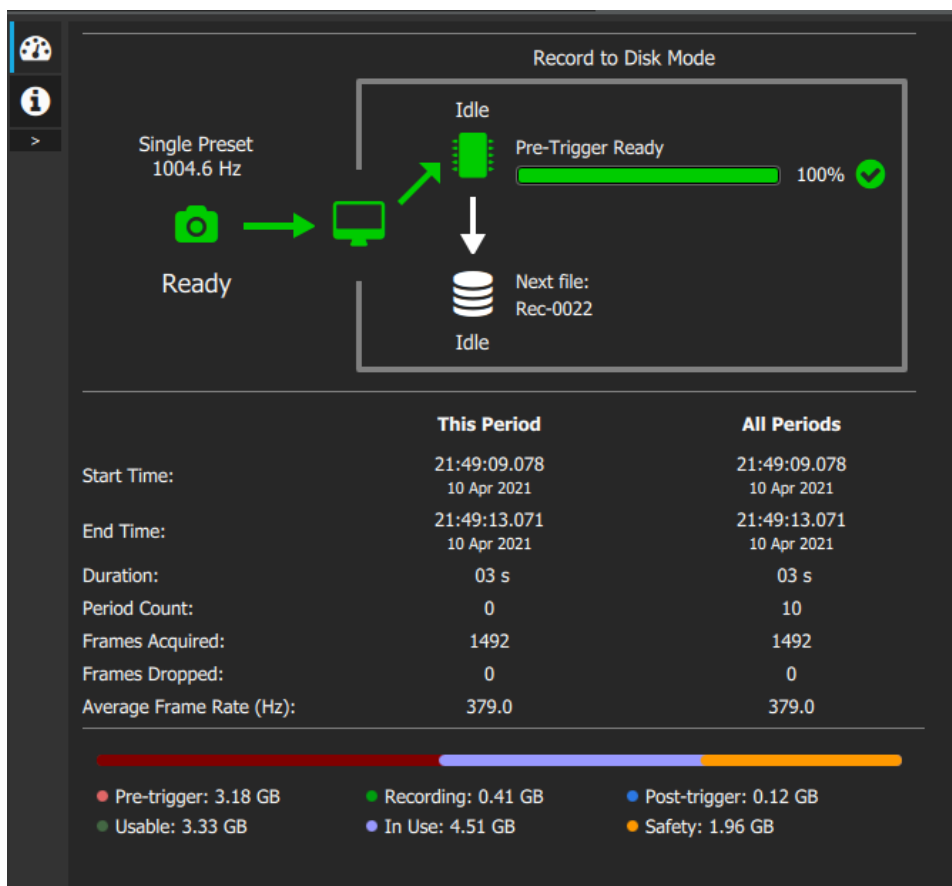 Record to Disk Mode
Idle
Single Preset
1004.6 Hz
Pre-Trigger Ready
100%
>
Ready
Next file:
Rec-0022
Idle
This Period All Periods
Start Time: 21:49:09.078 21:49:09.078
10 Apr 2021 10 Apr 2021
End Time: 21:49:13.071 21:49:13.071
10 Apr 2021 10 Apr 2021
Duration: 03 s 03 s
Period Count: 0 10
Frames Acquired: 1492 1492
Frames Dropped: 0 0
Average Frame Rate (Hz): 379.0 379.0
Pre-trigger: 3.18 GB Recording: 0.41 GB Post-trigger: 0.12 GB
Usable: 3.33 GB In Use: 4.51 GB Safety: 1.96 GB